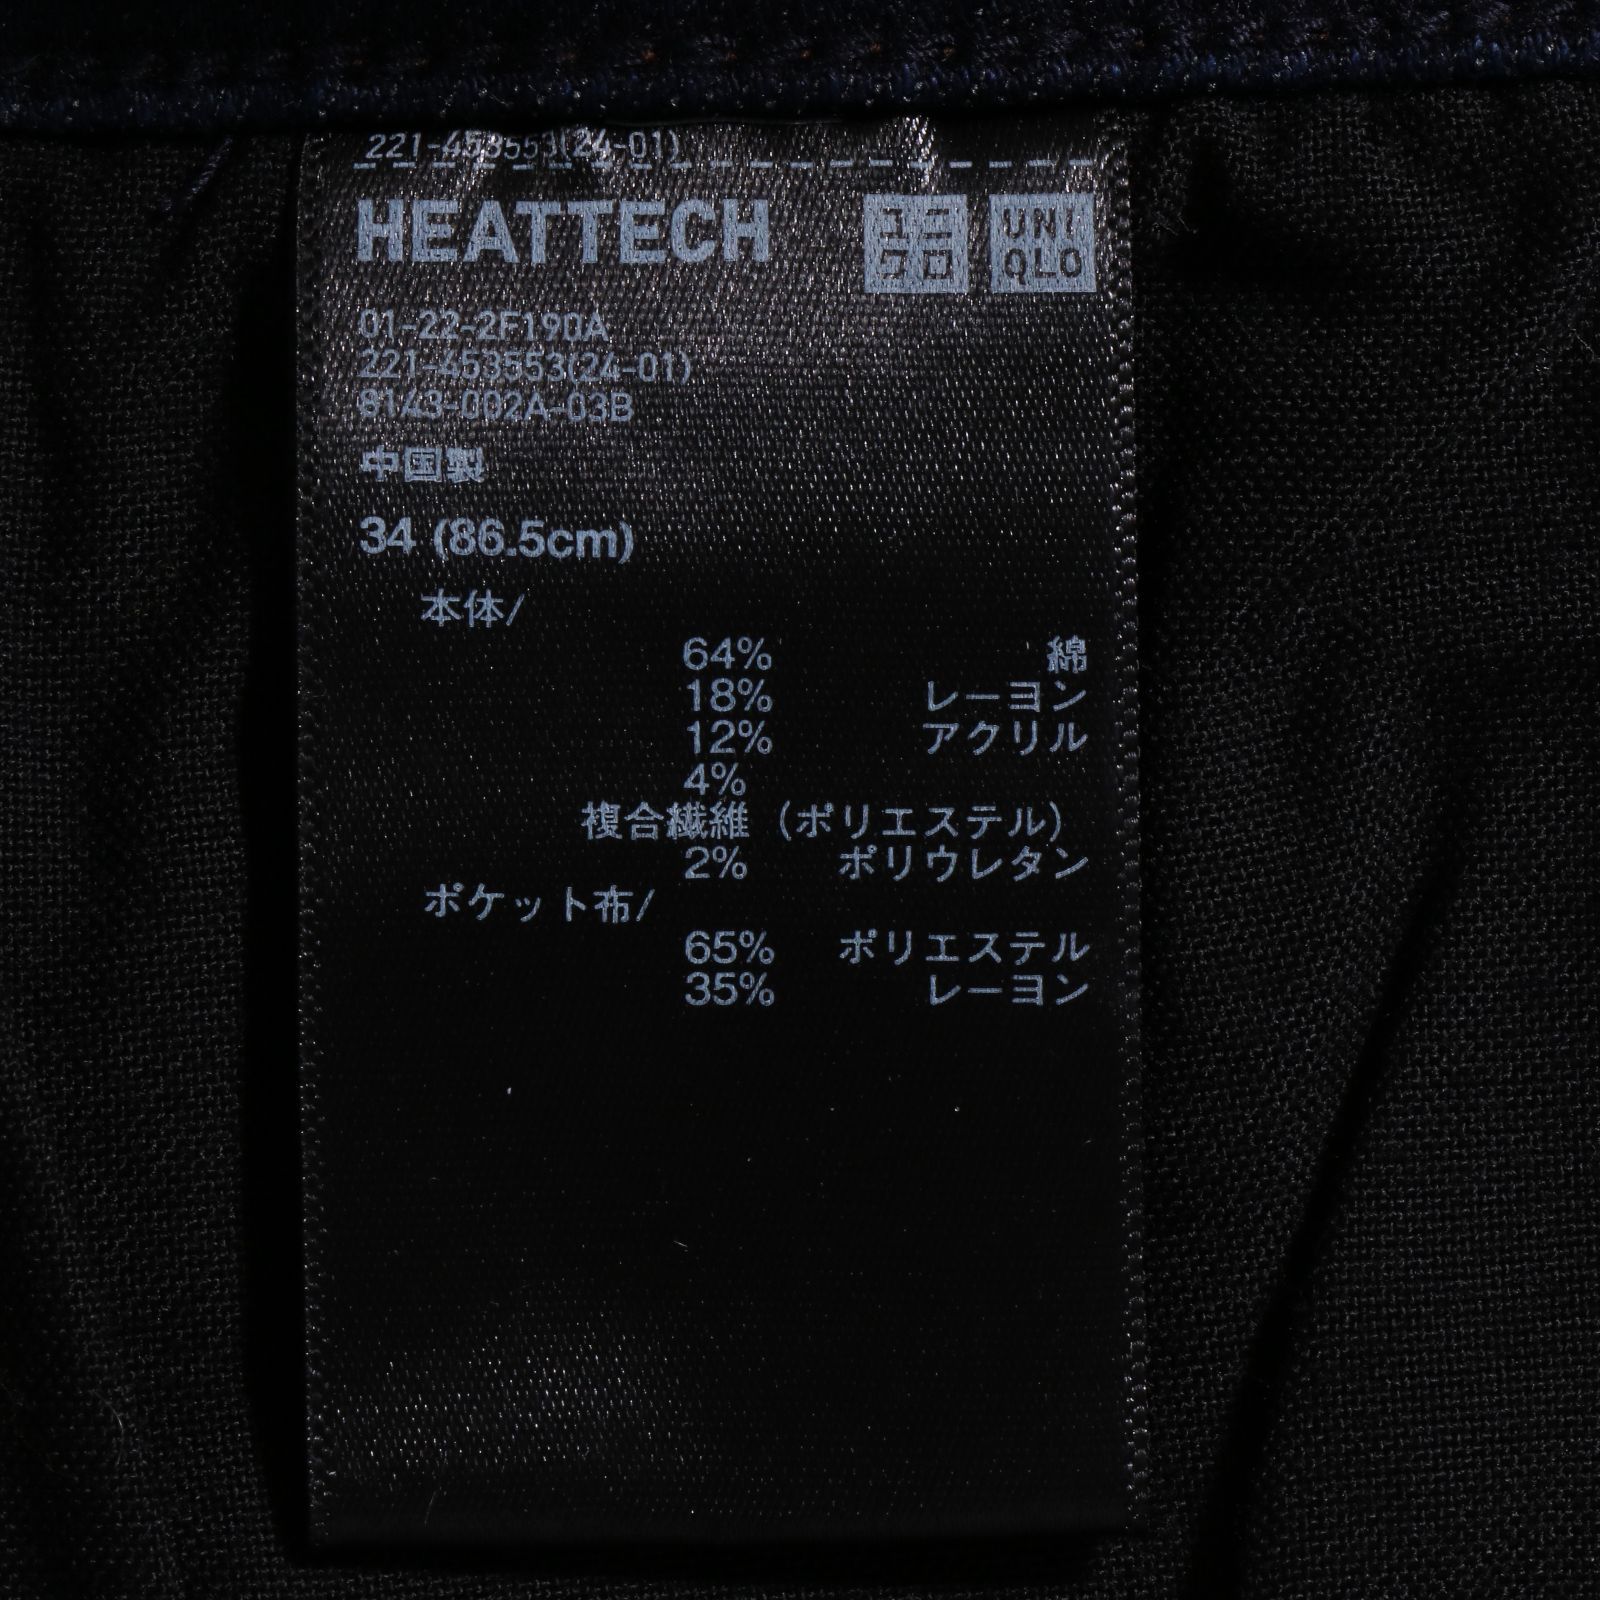 221-453553(24-01)
HEATTECH
ユニ
クロ
UNI
QLO
01-22-2F190A
221-453553(24-01)
8143-002A-03B
中国製
34 (86.5cm)
本体/
64% 綿
18% レーヨン
12% アクリル
4%
複合繊維 (ポリエステル)
2% ポリウレタン
ポケット布/
65% ポリエステル
35% レーヨン